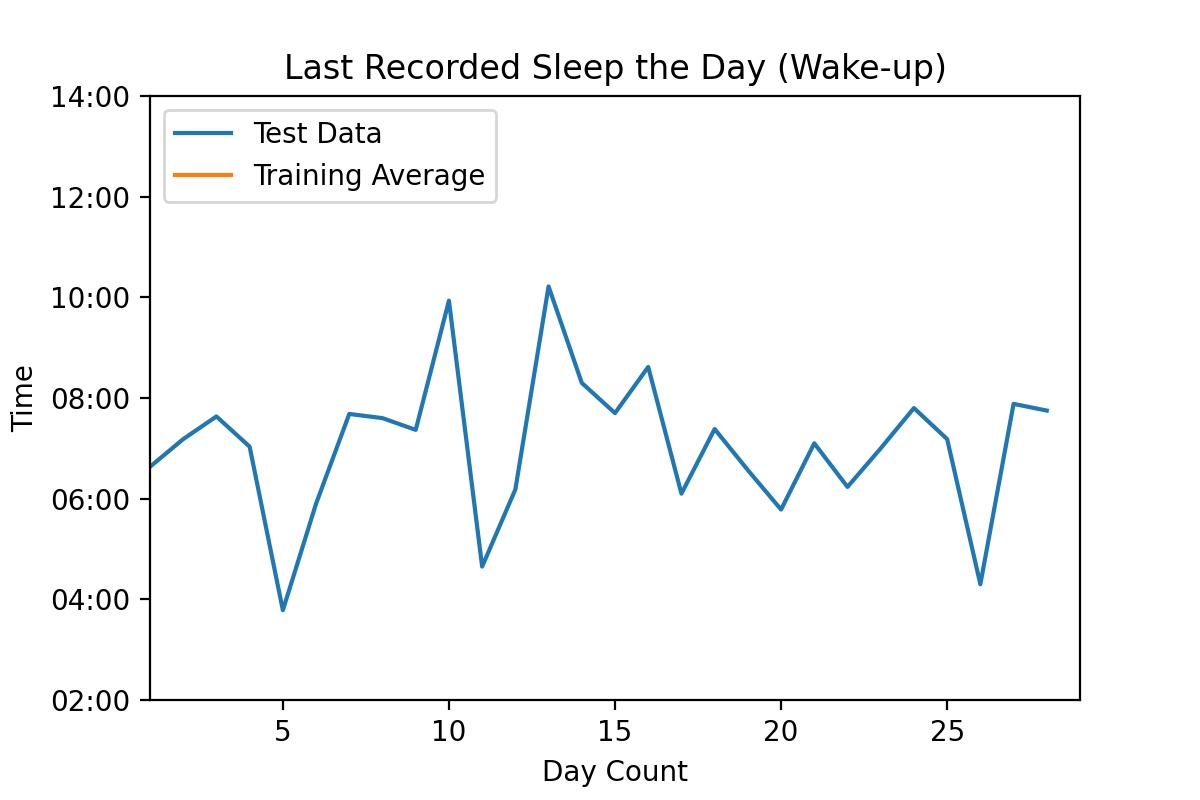 Last Recorded Sleep the Day (Wake-up)
14:00
Test Data
Training Average
12:00
10:00
08:00
Time
06:00
04:00
02:00
5 10 15 20 25
Day Count